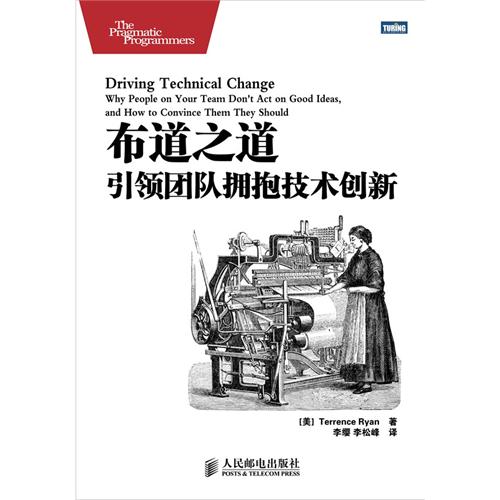 The
Pragmatic
Programmers
TURING
Driving Technical Change
Why People on Your Team Don't Act on Good Ideas,
and How to Convince Them They Should
布道之道
引领团队拥抱技术创新
[美] Terrence Ryan 著
李缨 李松峰 译
人民邮电出版社
POSTS & TELECOM PRESS